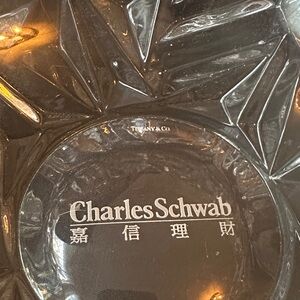 TIFFANY & CO.
Charles Schwab
嘉信理財